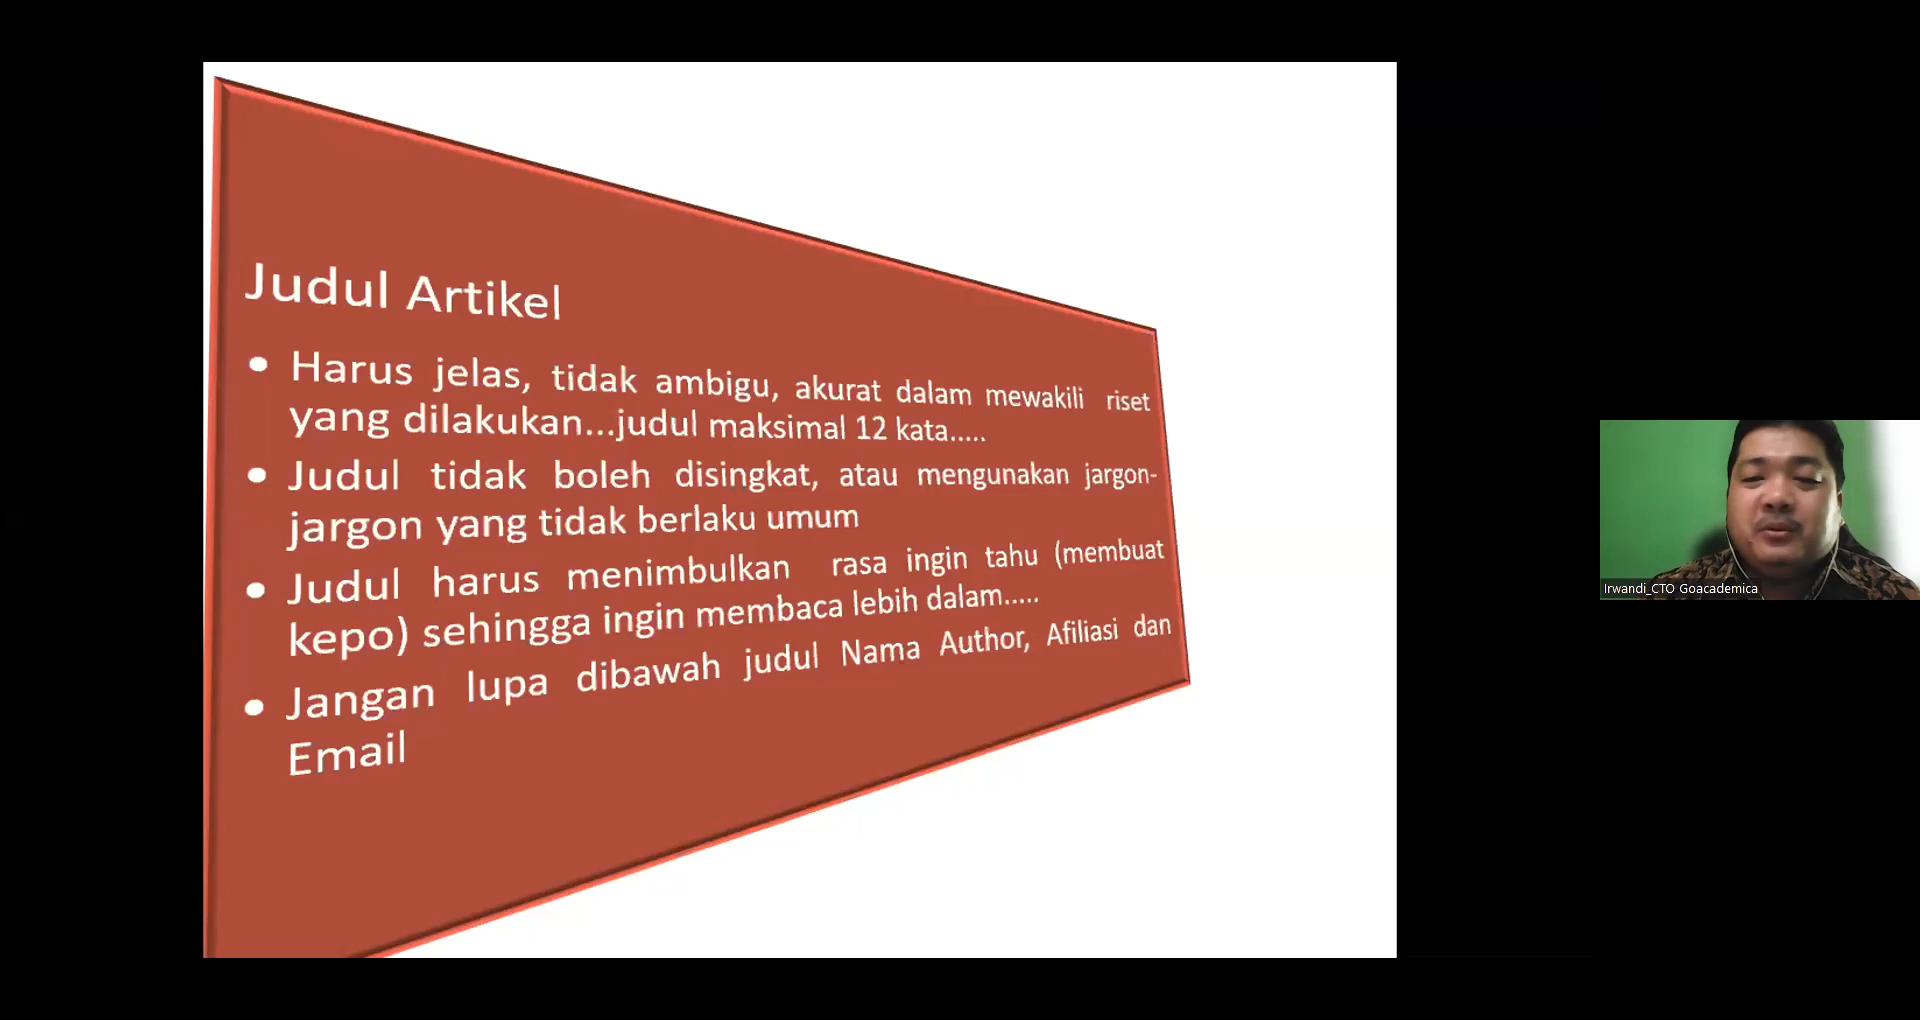 Judul Artikel
• Harus jelas, tidak ambigu, akurat dalam mewakili riset
yang dilakukan...judul maksimal 12 kata.....
• Judul tidak boleh disingkat, atau mengunakan jargon-
jargon yang tidak berlaku umum
• Judul harus menimbulkan rasa ingin tahu (membuat
kepo) sehingga ingin membaca lebih dalam.....
• Jangan lupa dibawah judul Nama Author, Afiliasi dan
Email
Irwandi_CTO Goacademica